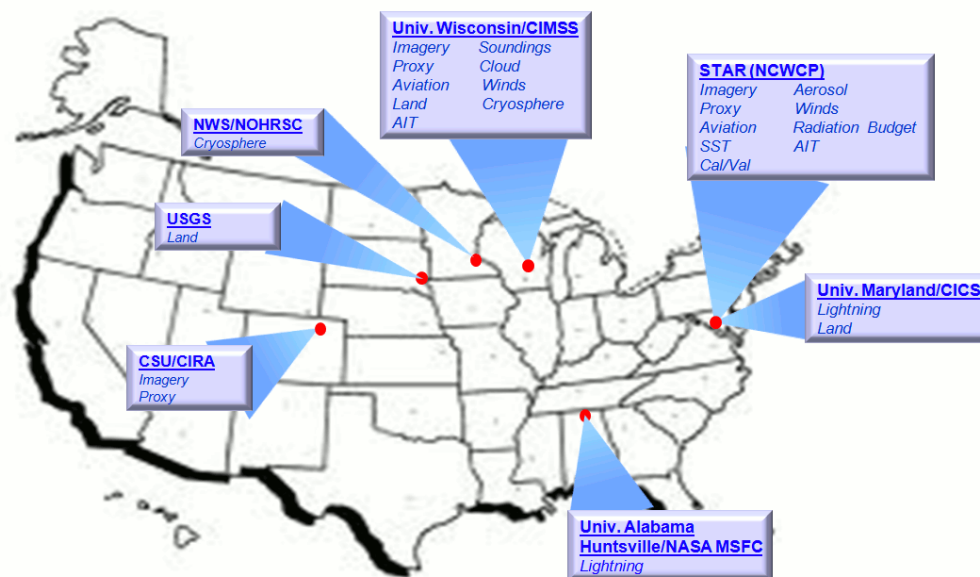 Univ. Wisconsin/CIMSS
Imagery Soundings
Proxy Cloud
Aviation Winds
Land Cryosphere
AIT
STAR (NCWCP)
Imagery Aerosol
Proxy Winds
Aviation Radiation Budget
SST AIT
Cal/Val
NWS/NOHRSC
Cryosphere
USGS
Land
Univ. Maryland/CICS
Lightning
Land
CSU/CIRA
Imagery
Proxy
Univ. Alabama
Huntsville/NASA MSFC
Lightning